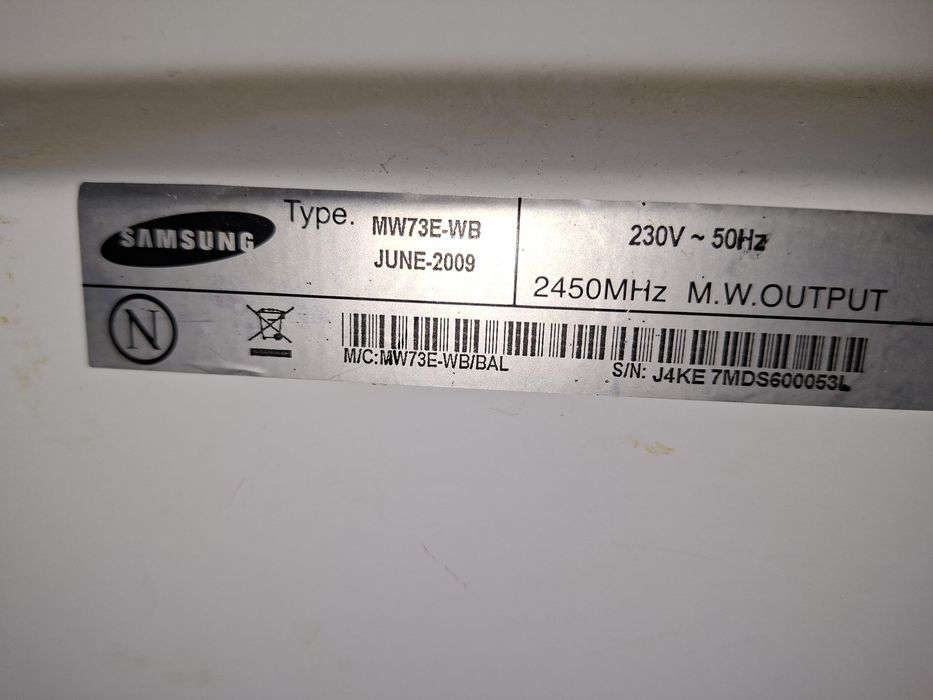 SAMSUNG
Type. MW73E-WB
JUNE-2009
230V ~ 50Hz
2450MHz M.W.OUTPUT
N
M/C:MW73E-WB/BAL
S/N: J4KE 7MDS600053L